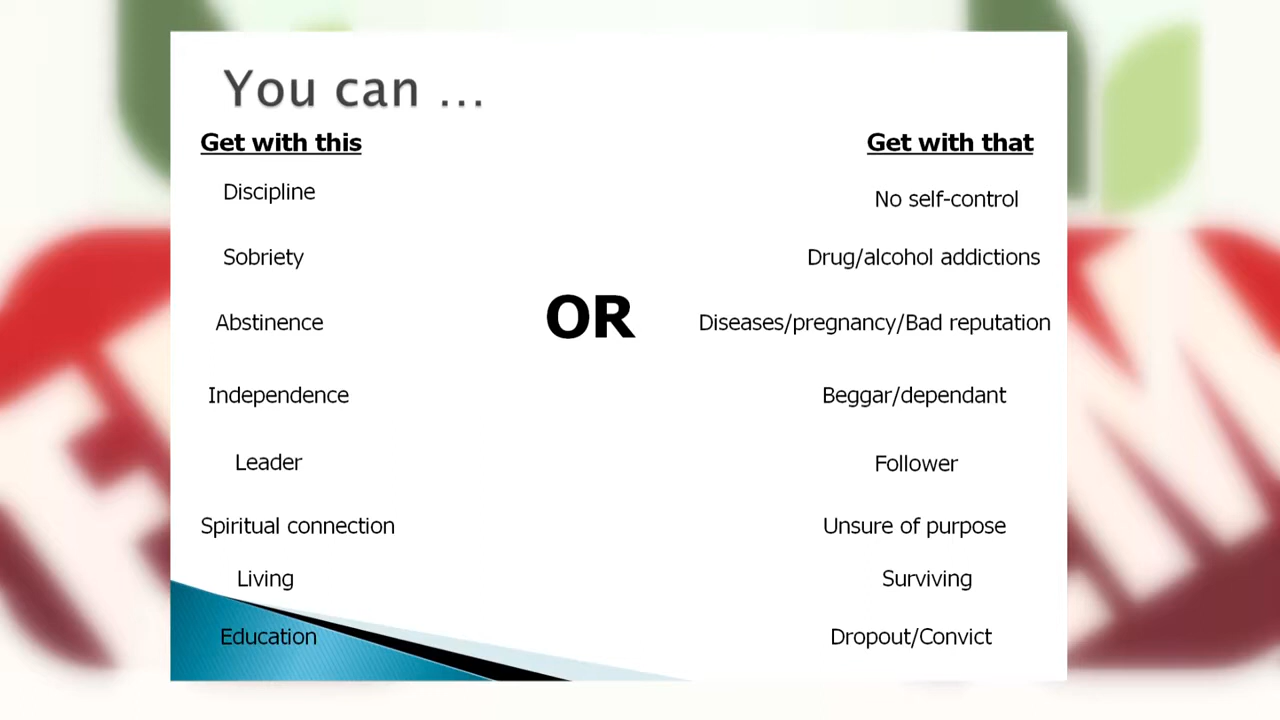 You can ...
Get with this
Get with that
Discipline
No self-control
Sobriety
Drug/alcohol addictions
Abstinence
OR
Diseases/pregnancy/Bad reputation
Independence
Beggar/dependant
Leader
Follower
Spiritual connection
Unsure of purpose
Living
Surviving
Education
Dropout/Convict